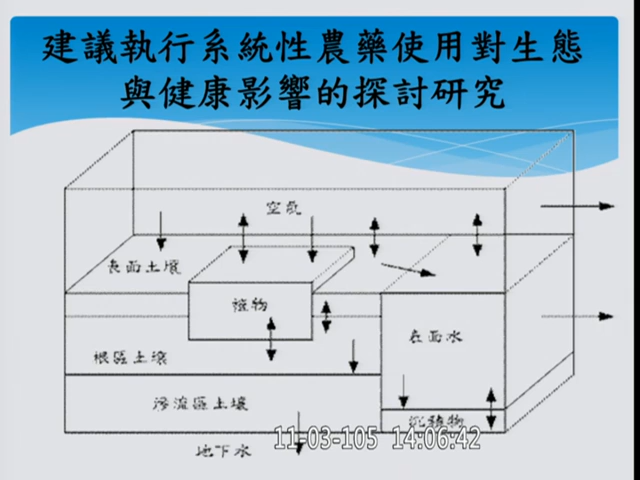 建議執行系統性農藥使用對生態
與健康影響的探討研究
空氣
表面土壤
植物
表面水
根區土壤
滲流區土壤
沉積物
地下水
11-03-105 14:06:42